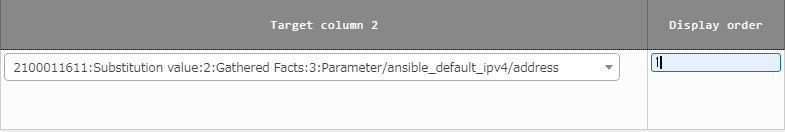 Target column 2
Display order
2100011611:Substitution value:2:Gathered Facts:3:Parameter/ansible_default_ipv4/address
1